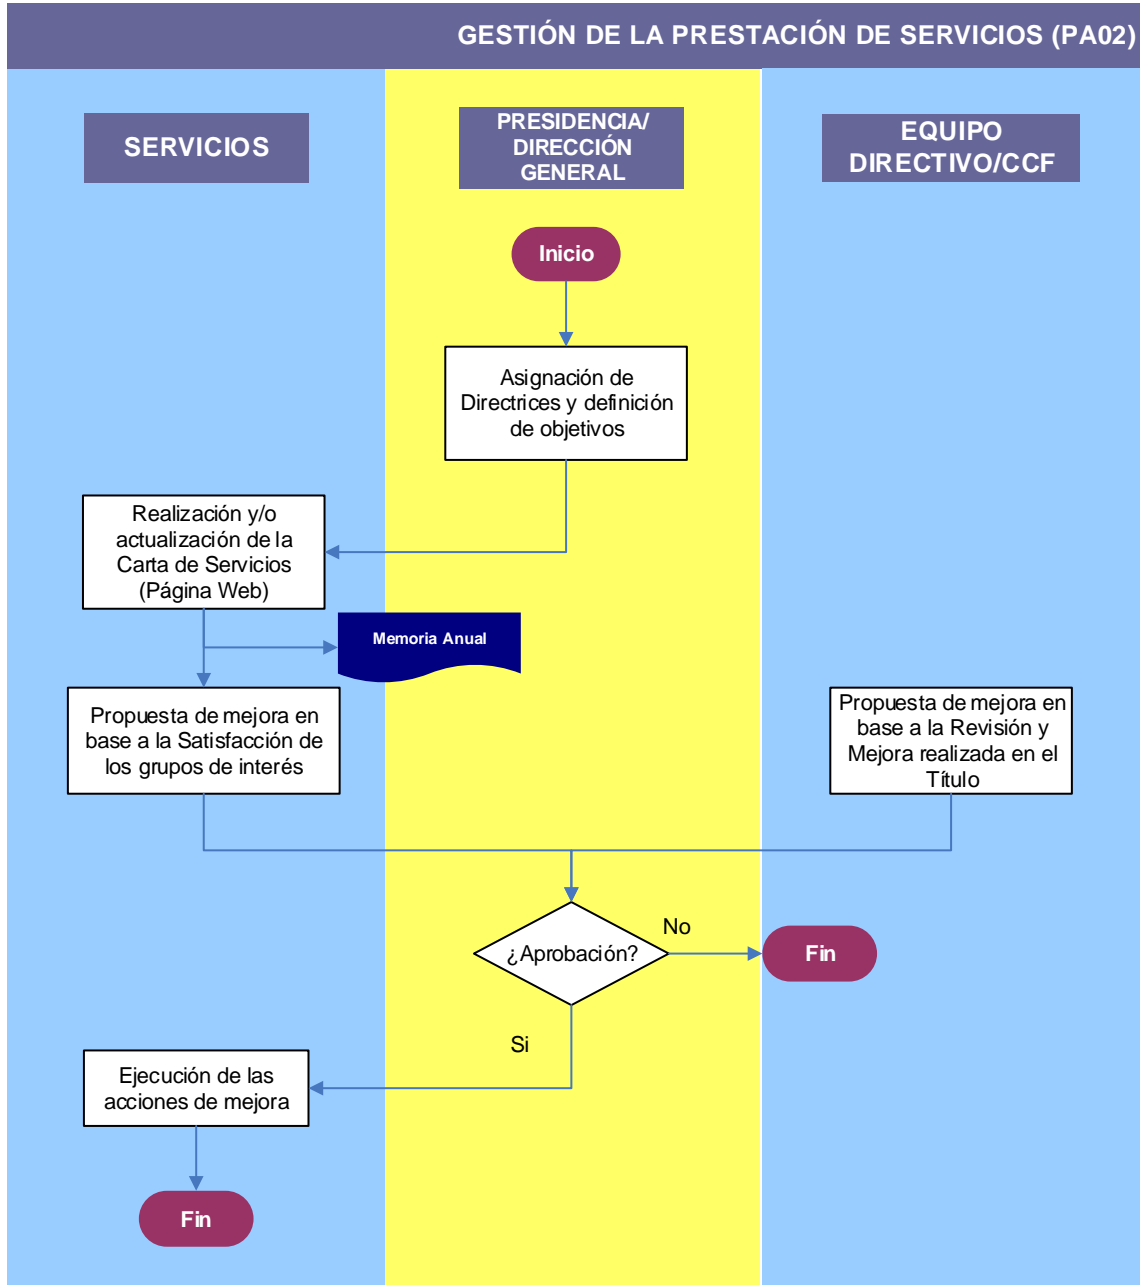 GESTIÓN DE LA PRESTACIÓN DE SERVICIOS (PA02)
SERVICIOS
PRESIDENCIA/
DIRECCIÓN
GENERAL
EQUIPO
DIRECTIVO/CCF
Inicio
Asignación de
Directrices y definición
de objetivos
Realización y/o
actualización de la
Carta de Servicios
(Página Web)
Memoria Anual
Propuesta de mejora en
base a la Satisfacción de
los grupos de interés
Propuesta de mejora en
base a la Revisión y
Mejora realizada en el
Título
¿Aprobación?
No
Fin
Si
Ejecución de las
acciones de mejora
Fin